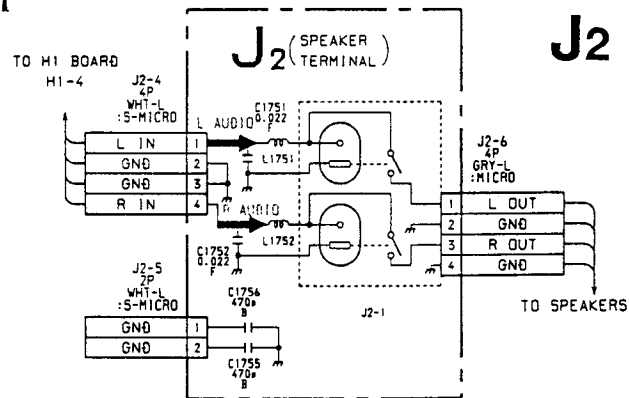 J2 (SPEAKER TERMINAL)
J2
TO H1 BOARD
H1-4
J2-4
4P
WHT-L
:S-MICRO
L IN 1
GND 2
GND 3
R IN 4
L AUDIO
C1751
0.022
F
L1751
R AUDIO
L1752
C1752
0.022
F
J2-1
J2-6
4P
GRY-L
:MICRO
1 L OUT
2 GND
3 R OUT
4 GND
TO SPEAKERS
J2-5
2P
WHT-L
:S-MICRO
GND 1
GND 2
C1756
470p
B
C1755
470p
B